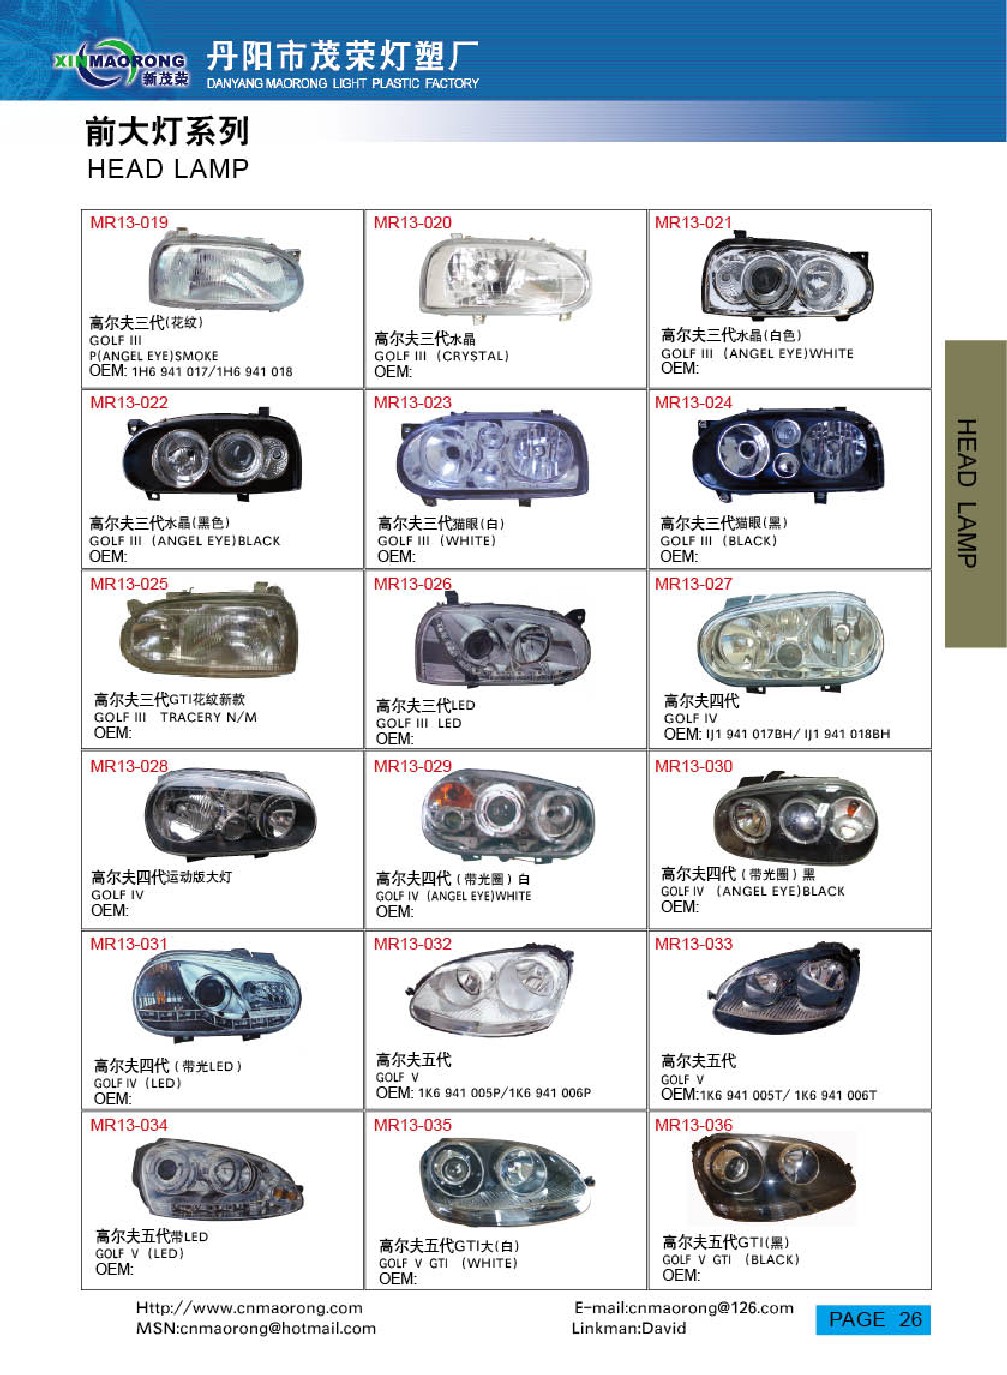 XINMAORONG
新茂荣
丹阳市茂荣灯塑厂
DANYANG MAORONG LIGHT PLASTIC FACTORY
前大灯系列
HEAD LAMP
MR13-019
高尔夫三代(花纹)
GOLF III
P(ANGEL EYE)SMOKE
OEM: 1H6 941 017/1H6 941 018
MR13-020
高尔夫三代水晶
GOLF III (CRYSTAL)
OEM:
MR13-021
高尔夫三代水晶(白色)
GOLF III (ANGEL EYE)WHITE
OEM:
MR13-022
高尔夫三代水晶(黑色)
GOLF III (ANGEL EYE)BLACK
OEM:
MR13-023
高尔夫三代猫眼(白)
GOLF III (WHITE)
OEM:
MR13-024
高尔夫三代猫眼(黑)
GOLF III (BLACK)
OEM:
MR13-025
高尔夫三代GTI花纹新款
GOLF III TRACERY N/M
OEM:
MR13-026
高尔夫三代LED
GOLF III LED
OEM:
MR13-027
高尔夫四代
GOLF IV
OEM: IJ1 941 017BH/ IJ1 941 018BH
MR13-028
高尔夫四代运动版大灯
GOLF IV
OEM:
MR13-029
高尔夫四代(带光圈)白
GOLF IV (ANGEL EYE)WHITE
OEM:
MR13-030
高尔夫四代(带光圈)黑
GOLF IV (ANGEL EYE)BLACK
OEM:
MR13-031
高尔夫四代(带光LED)
GOLF IV (LED)
OEM:
MR13-032
高尔夫五代
GOLF V
OEM: 1K6 941 005P/1K6 941 006P
MR13-033
高尔夫五代
GOLF V
OEM:1K6 941 005T/ 1K6 941 006T
MR13-034
高尔夫五代带LED
GOLF V (LED)
OEM:
MR13-035
高尔夫五代GTI大(白)
GOLF V GTI (WHITE)
OEM:
MR13-036
高尔夫五代GTI(黑)
GOLF V GTI (BLACK)
OEM:
HEAD LAMP
Http://www.cnmaorong.com
E-mail:cnmaorong@126.com
MSN:cnmaorong@hotmail.com
Linkman:David
PAGE 26